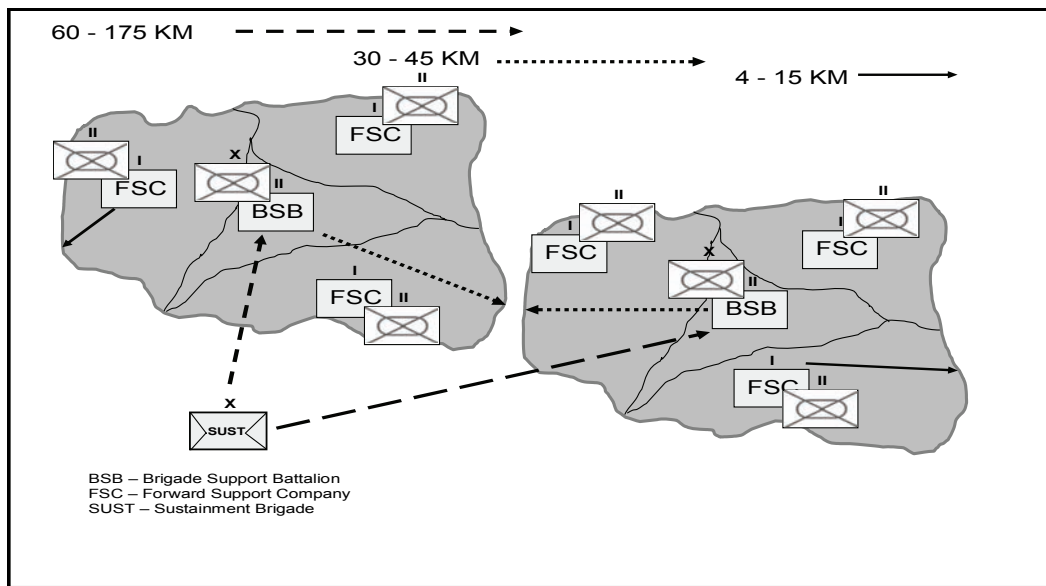 60 - 175 KM
30 - 45 KM
4 - 15 KM
II
I
FSC
II
I
FSC
X
II
BSB
I
FSC
II
II
I
FSC
II
I
FSC
X
II
BSB
I
FSC
II
X
SUST
BSB – Brigade Support Battalion
FSC – Forward Support Company
SUST – Sustainment Brigade